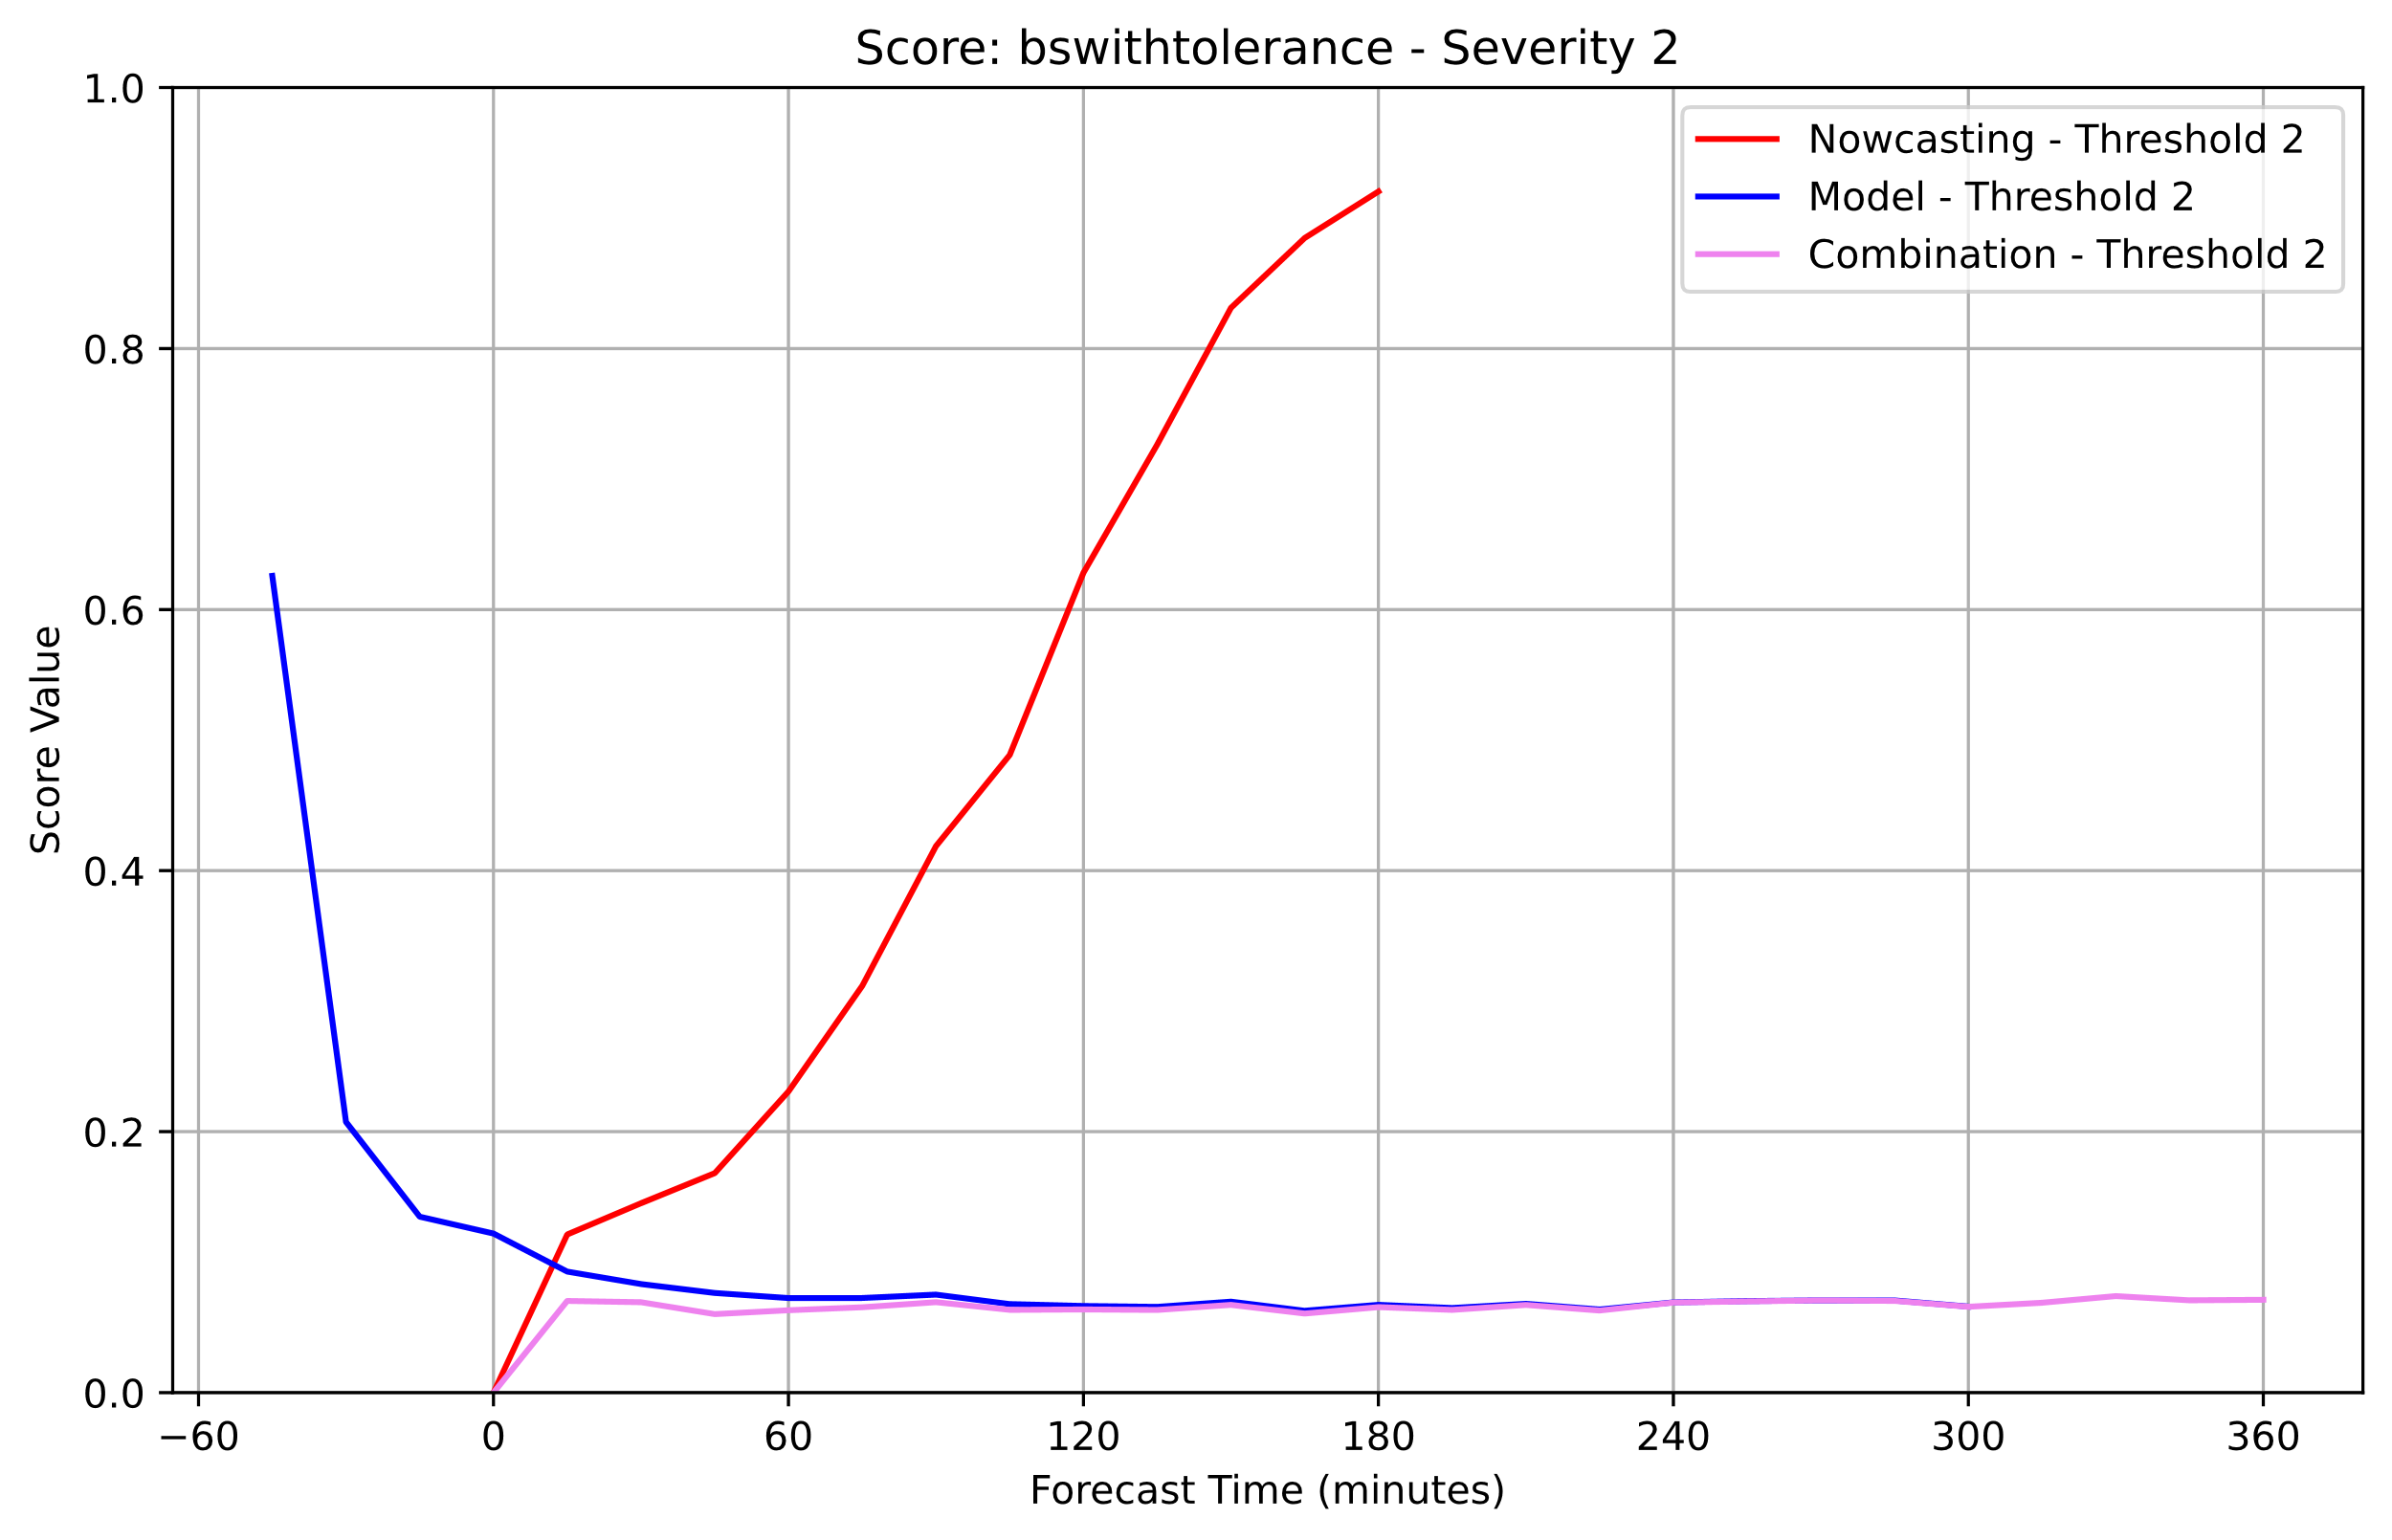 Score: bswithtolerance - Severity 2
1.0
0.8
0.6
0.4
0.2
0.0
Score Value
Nowcasting - Threshold 2
Model - Threshold 2
Combination - Threshold 2
−60 0 60 120 180 240 300 360
Forecast Time (minutes)